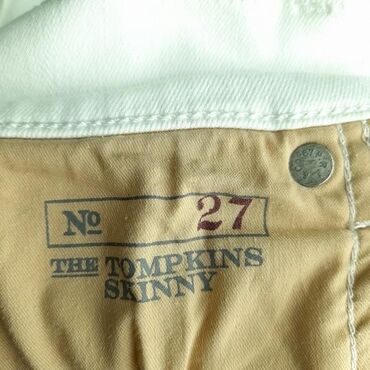 No 27
THE TOMPKINS
SKINNY